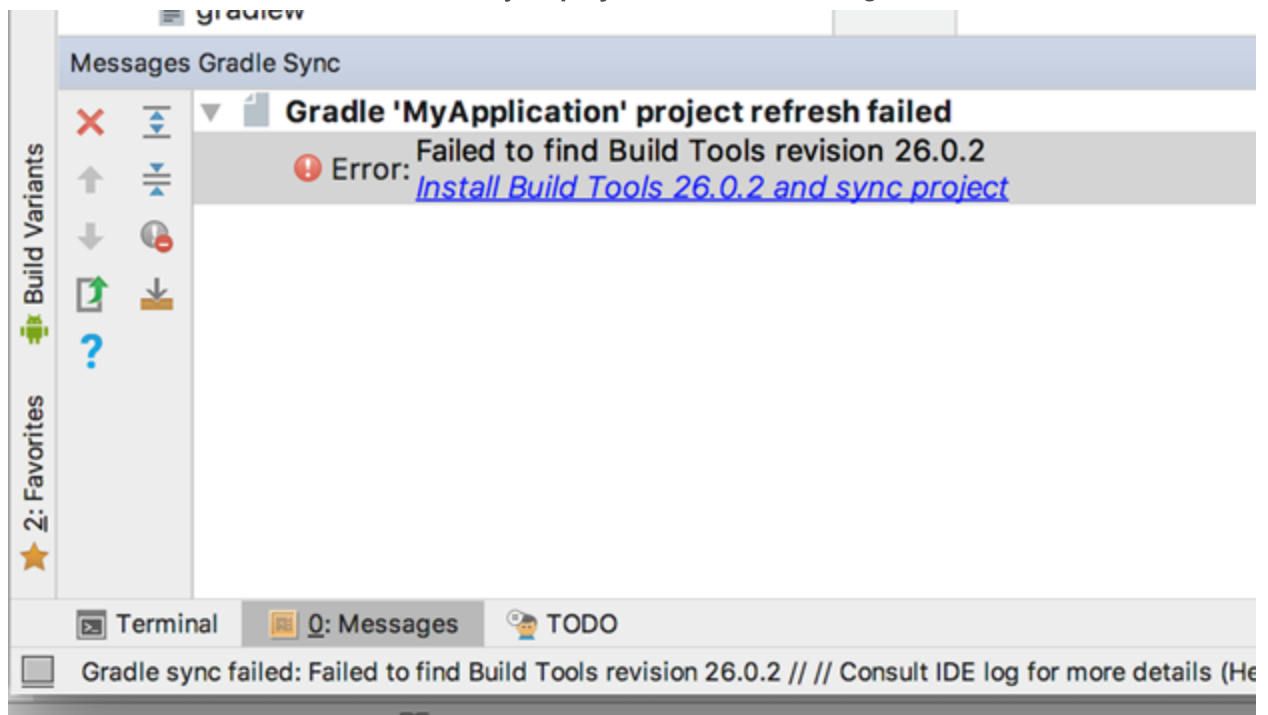 gradlew
Messages Gradle Sync
Gradle 'MyApplication' project refresh failed
Error: Failed to find Build Tools revision 26.0.2
Install Build Tools 26.0.2 and sync project
Build Variants
2: Favorites
Terminal
0: Messages
TODO
Gradle sync failed: Failed to find Build Tools revision 26.0.2 // // Consult IDE log for more details (He